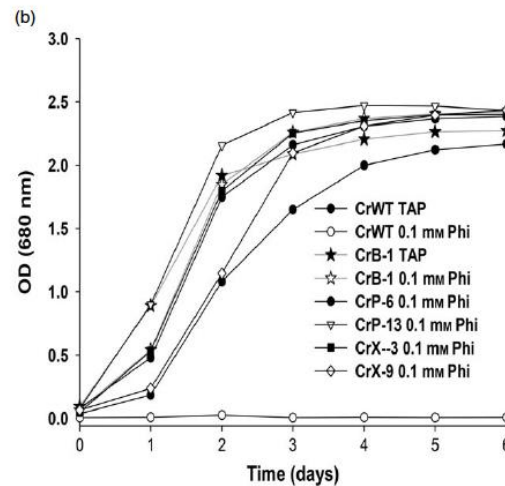 (b)
OD (680 nm)
3.0
2.5
2.0
1.5
1.0
0.5
0.0
CrWT TAP
CrWT 0.1 mM Phi
CrB-1 TAP
CrB-1 0.1 mM Phi
CrP-6 0.1 mM Phi
CrP-13 0.1 mM Phi
CrX--3 0.1 mM Phi
CrX-9 0.1 mM Phi
0 1 2 3 4 5 6
Time (days)